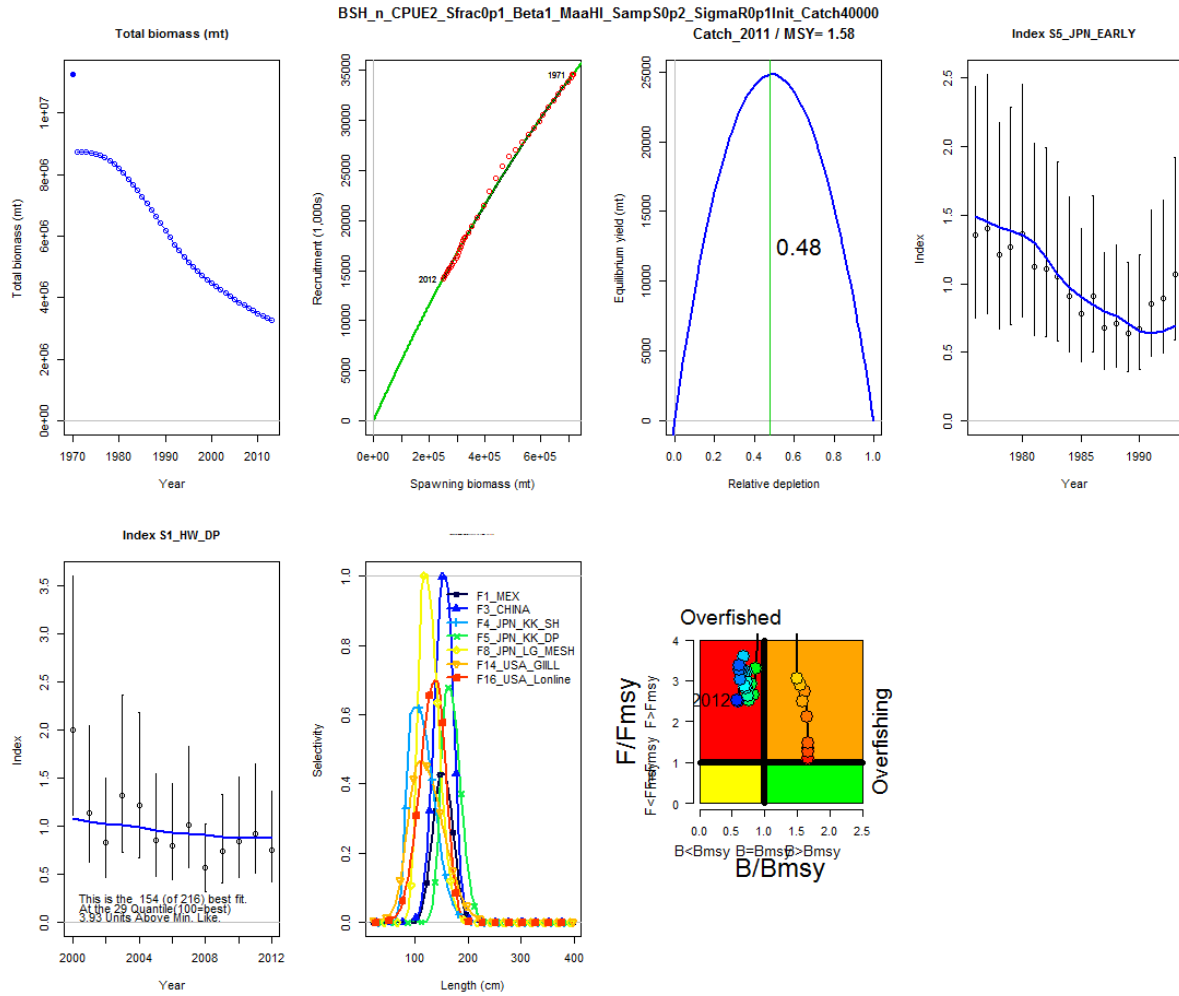 BSH_n_CPUE2_Sfrac0p1_Beta1_MaaHI_SampS0p2_SigmaR0p1Init_Catch40000
Total biomass (mt)
Catch_2011 / MSY= 1.58
Index S5_JPN_EARLY
Total biomass (mt)
0e+00 2e+06 4e+06 6e+06 8e+06 1e+07
1970 1980 1990 2000 2010
Year
Recruitment (1,000s)
0 5000 10000 15000 20000 25000 30000 35000
1971
2012
0e+00 2e+05 4e+05 6e+05
Spawning biomass (mt)
Equilibrium yield (mt)
0 5000 10000 15000 20000 25000
0.48
0.0 0.2 0.4 0.6 0.8 1.0
Relative depletion
Index
0.0 0.5 1.0 1.5 2.0 2.5
1980 1985 1990
Year
Index S1_HW_DP
Index
0.0 0.5 1.0 1.5 2.0 2.5 3.0 3.5
This is the 154 (of 216) best fit.
At the 29 Quantile(100=best)
3.93 Units Above Min. Like.
2000 2004 2008 2012
Year
Selectivity
0.0 0.2 0.4 0.6 0.8 1.0
F1_MEX
F3_CHINA
F4_JPN_KK_SH
F5_JPN_KK_DP
F8_JPN_LG_MESH
F14_USA_GIILL
F16_USA_Lonline
100 200 300 400
Length (cm)
Overfished
Overfishing
F/Fmsy
F>Fmsy
0 1 2 3 4
2012
0.0 0.5 1.0 1.5 2.0 2.5
B<Bmsy B=Bmsy B>Bmsy
B/Bmsy